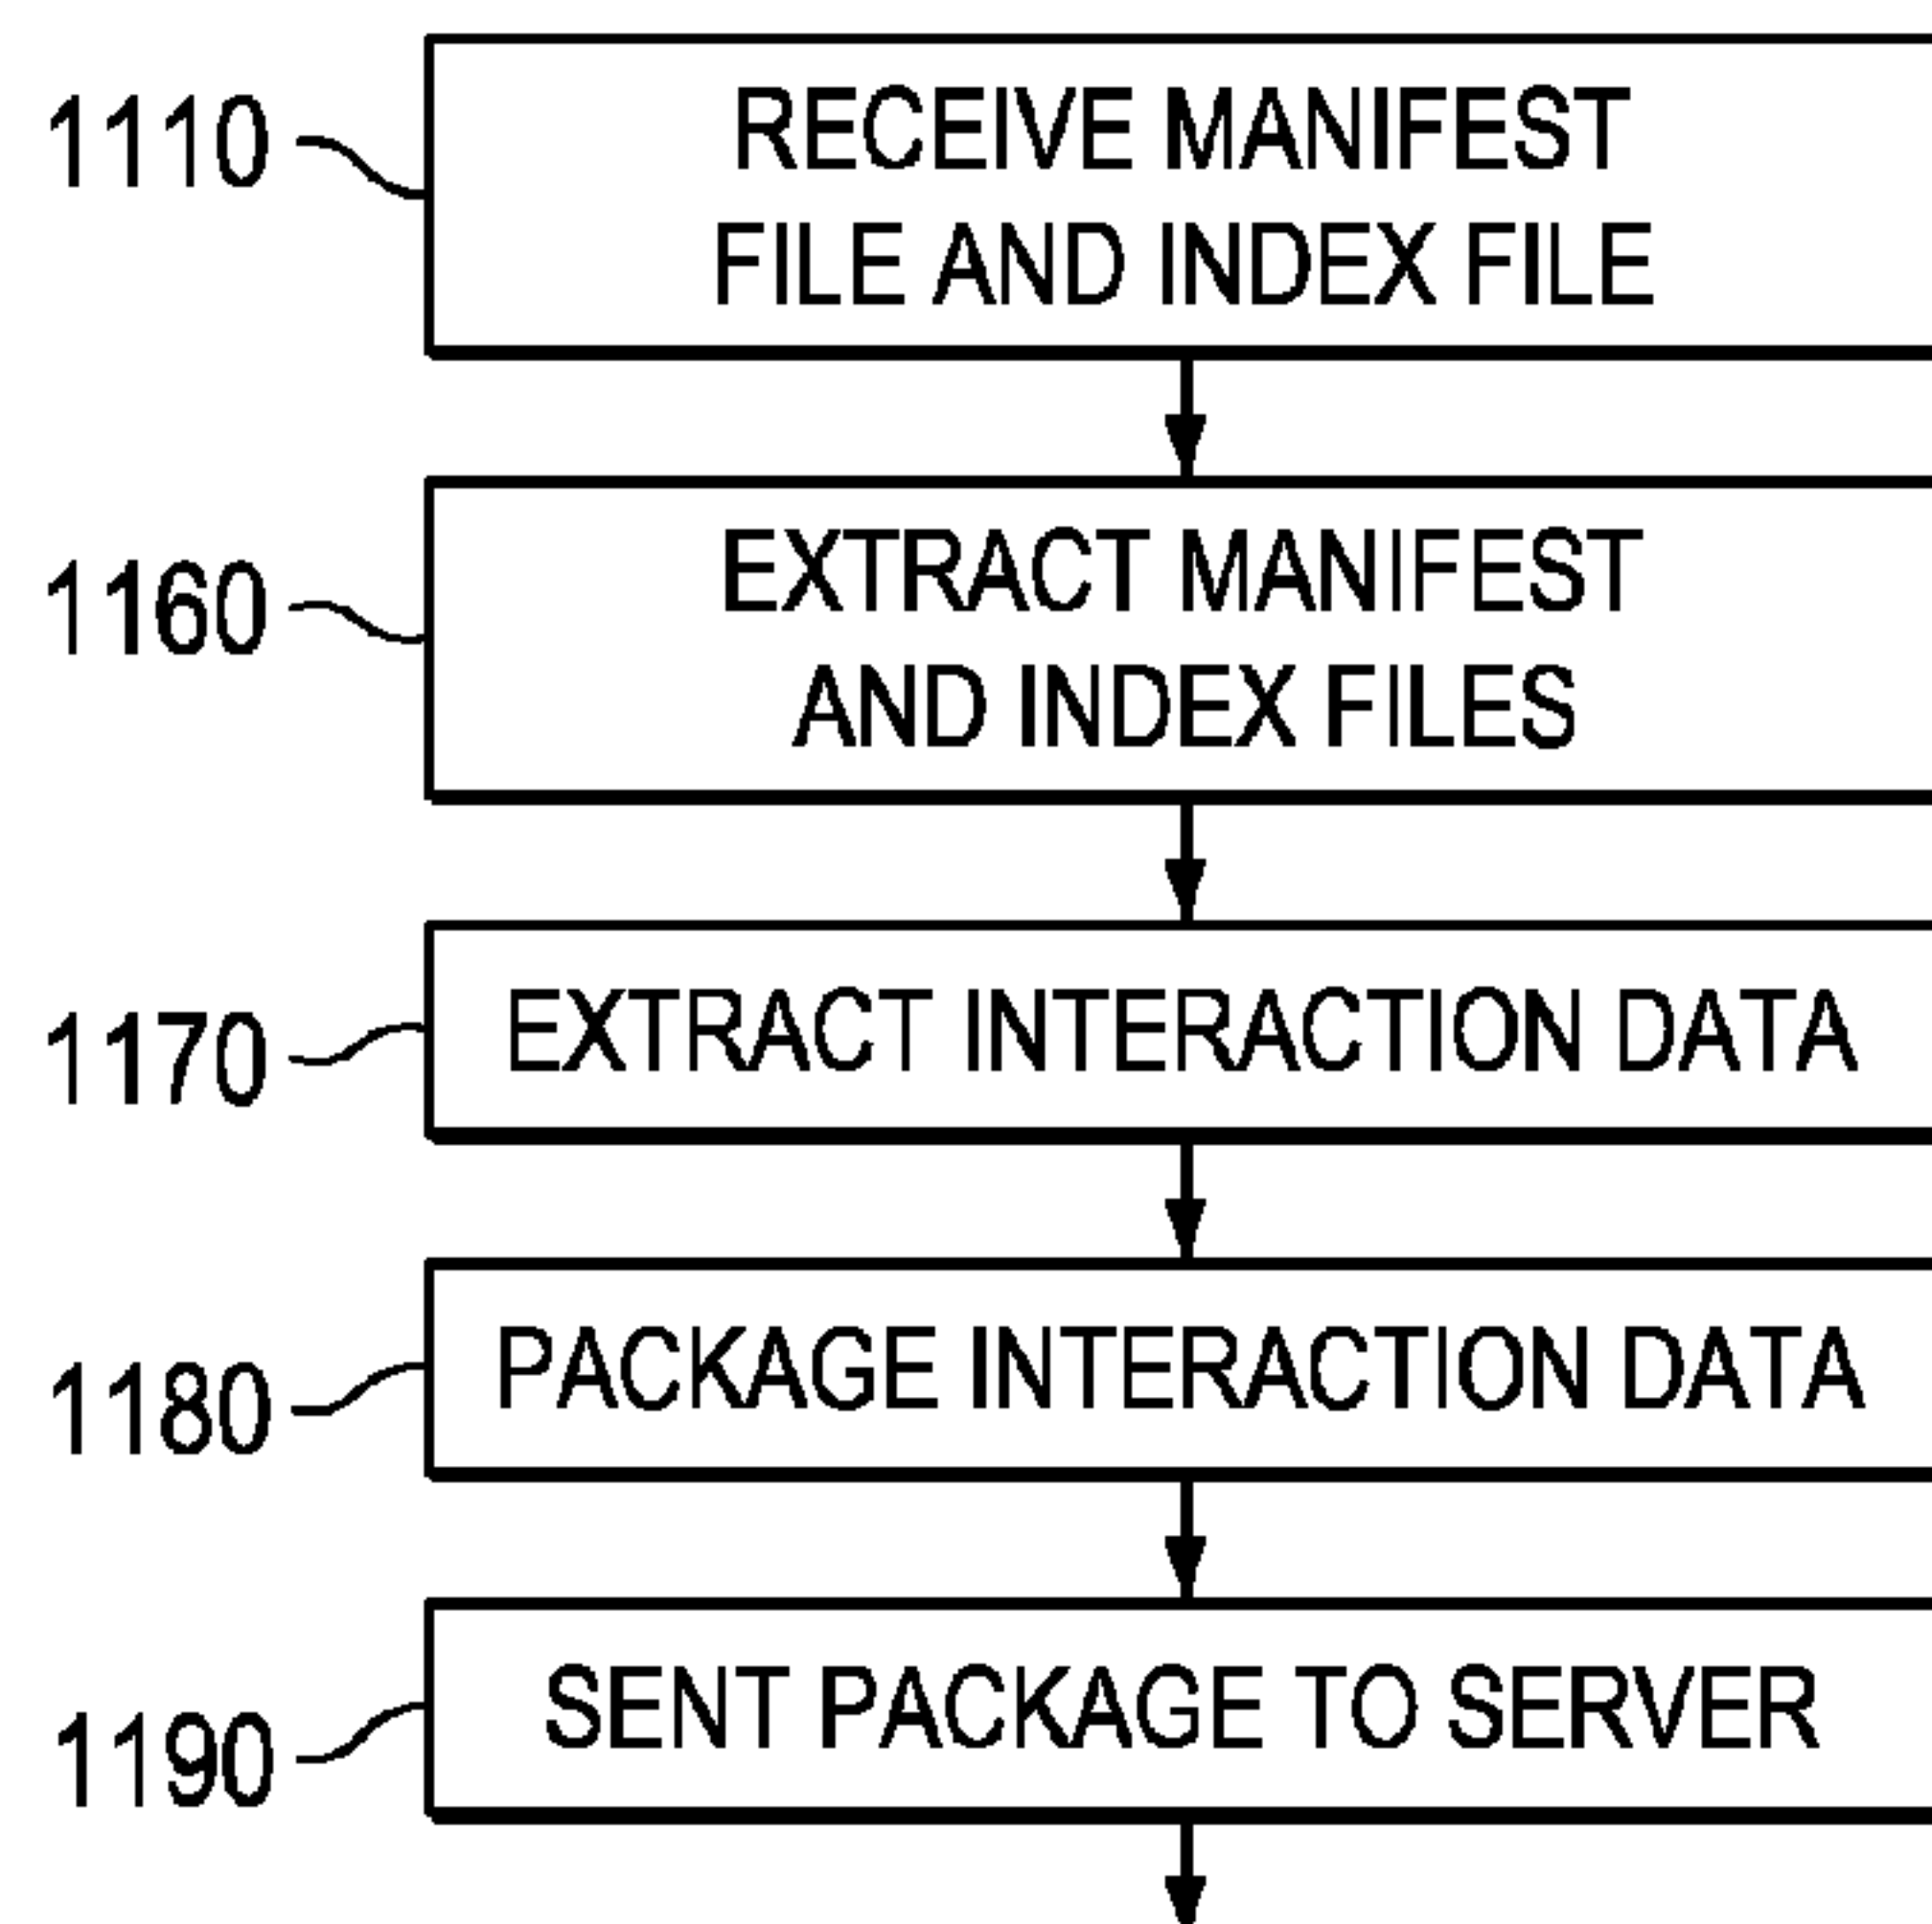 1110
RECEIVE MANIFEST
FILE AND INDEX FILE
1160
EXTRACT MANIFEST
AND INDEX FILES
1170
EXTRACT INTERACTION DATA
1180
PACKAGE INTERACTION DATA
1190
SENT PACKAGE TO SERVER